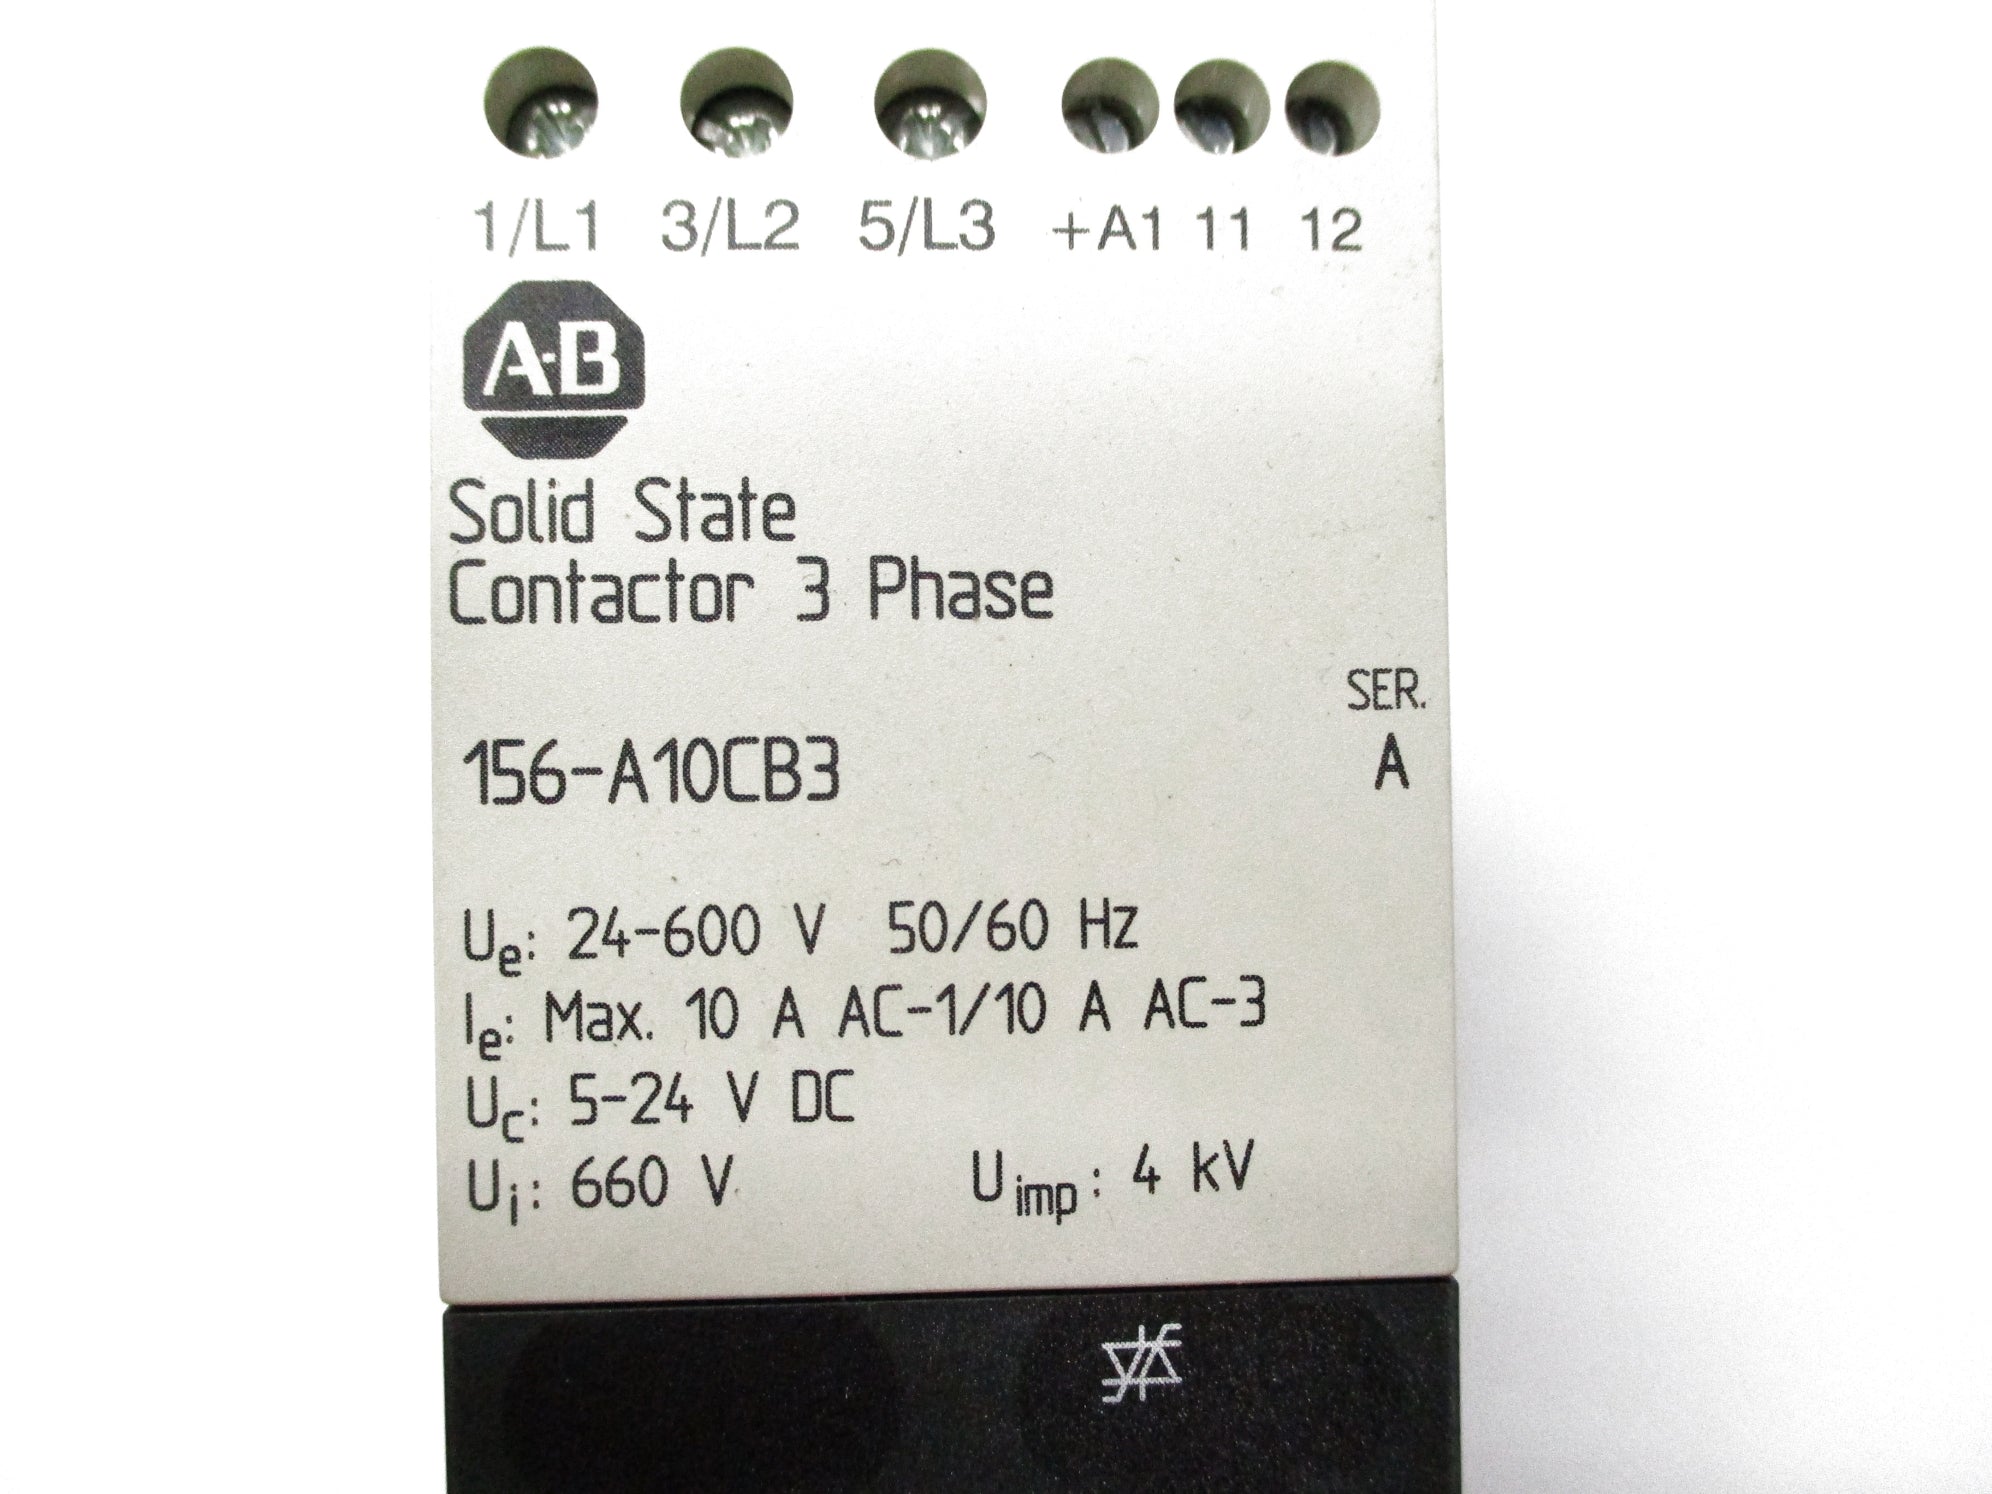 1/L1 3/L2 5/L3 +A1 11 12
A-B
Solid State
Contactor 3 Phase
SER.
156-A10CB3 A
Ue: 24-600 V 50/60 Hz
Ie: Max. 10 A AC-1/10 A AC-3
Uc: 5-24 V DC
Ui: 660 V Uimp: 4 kV